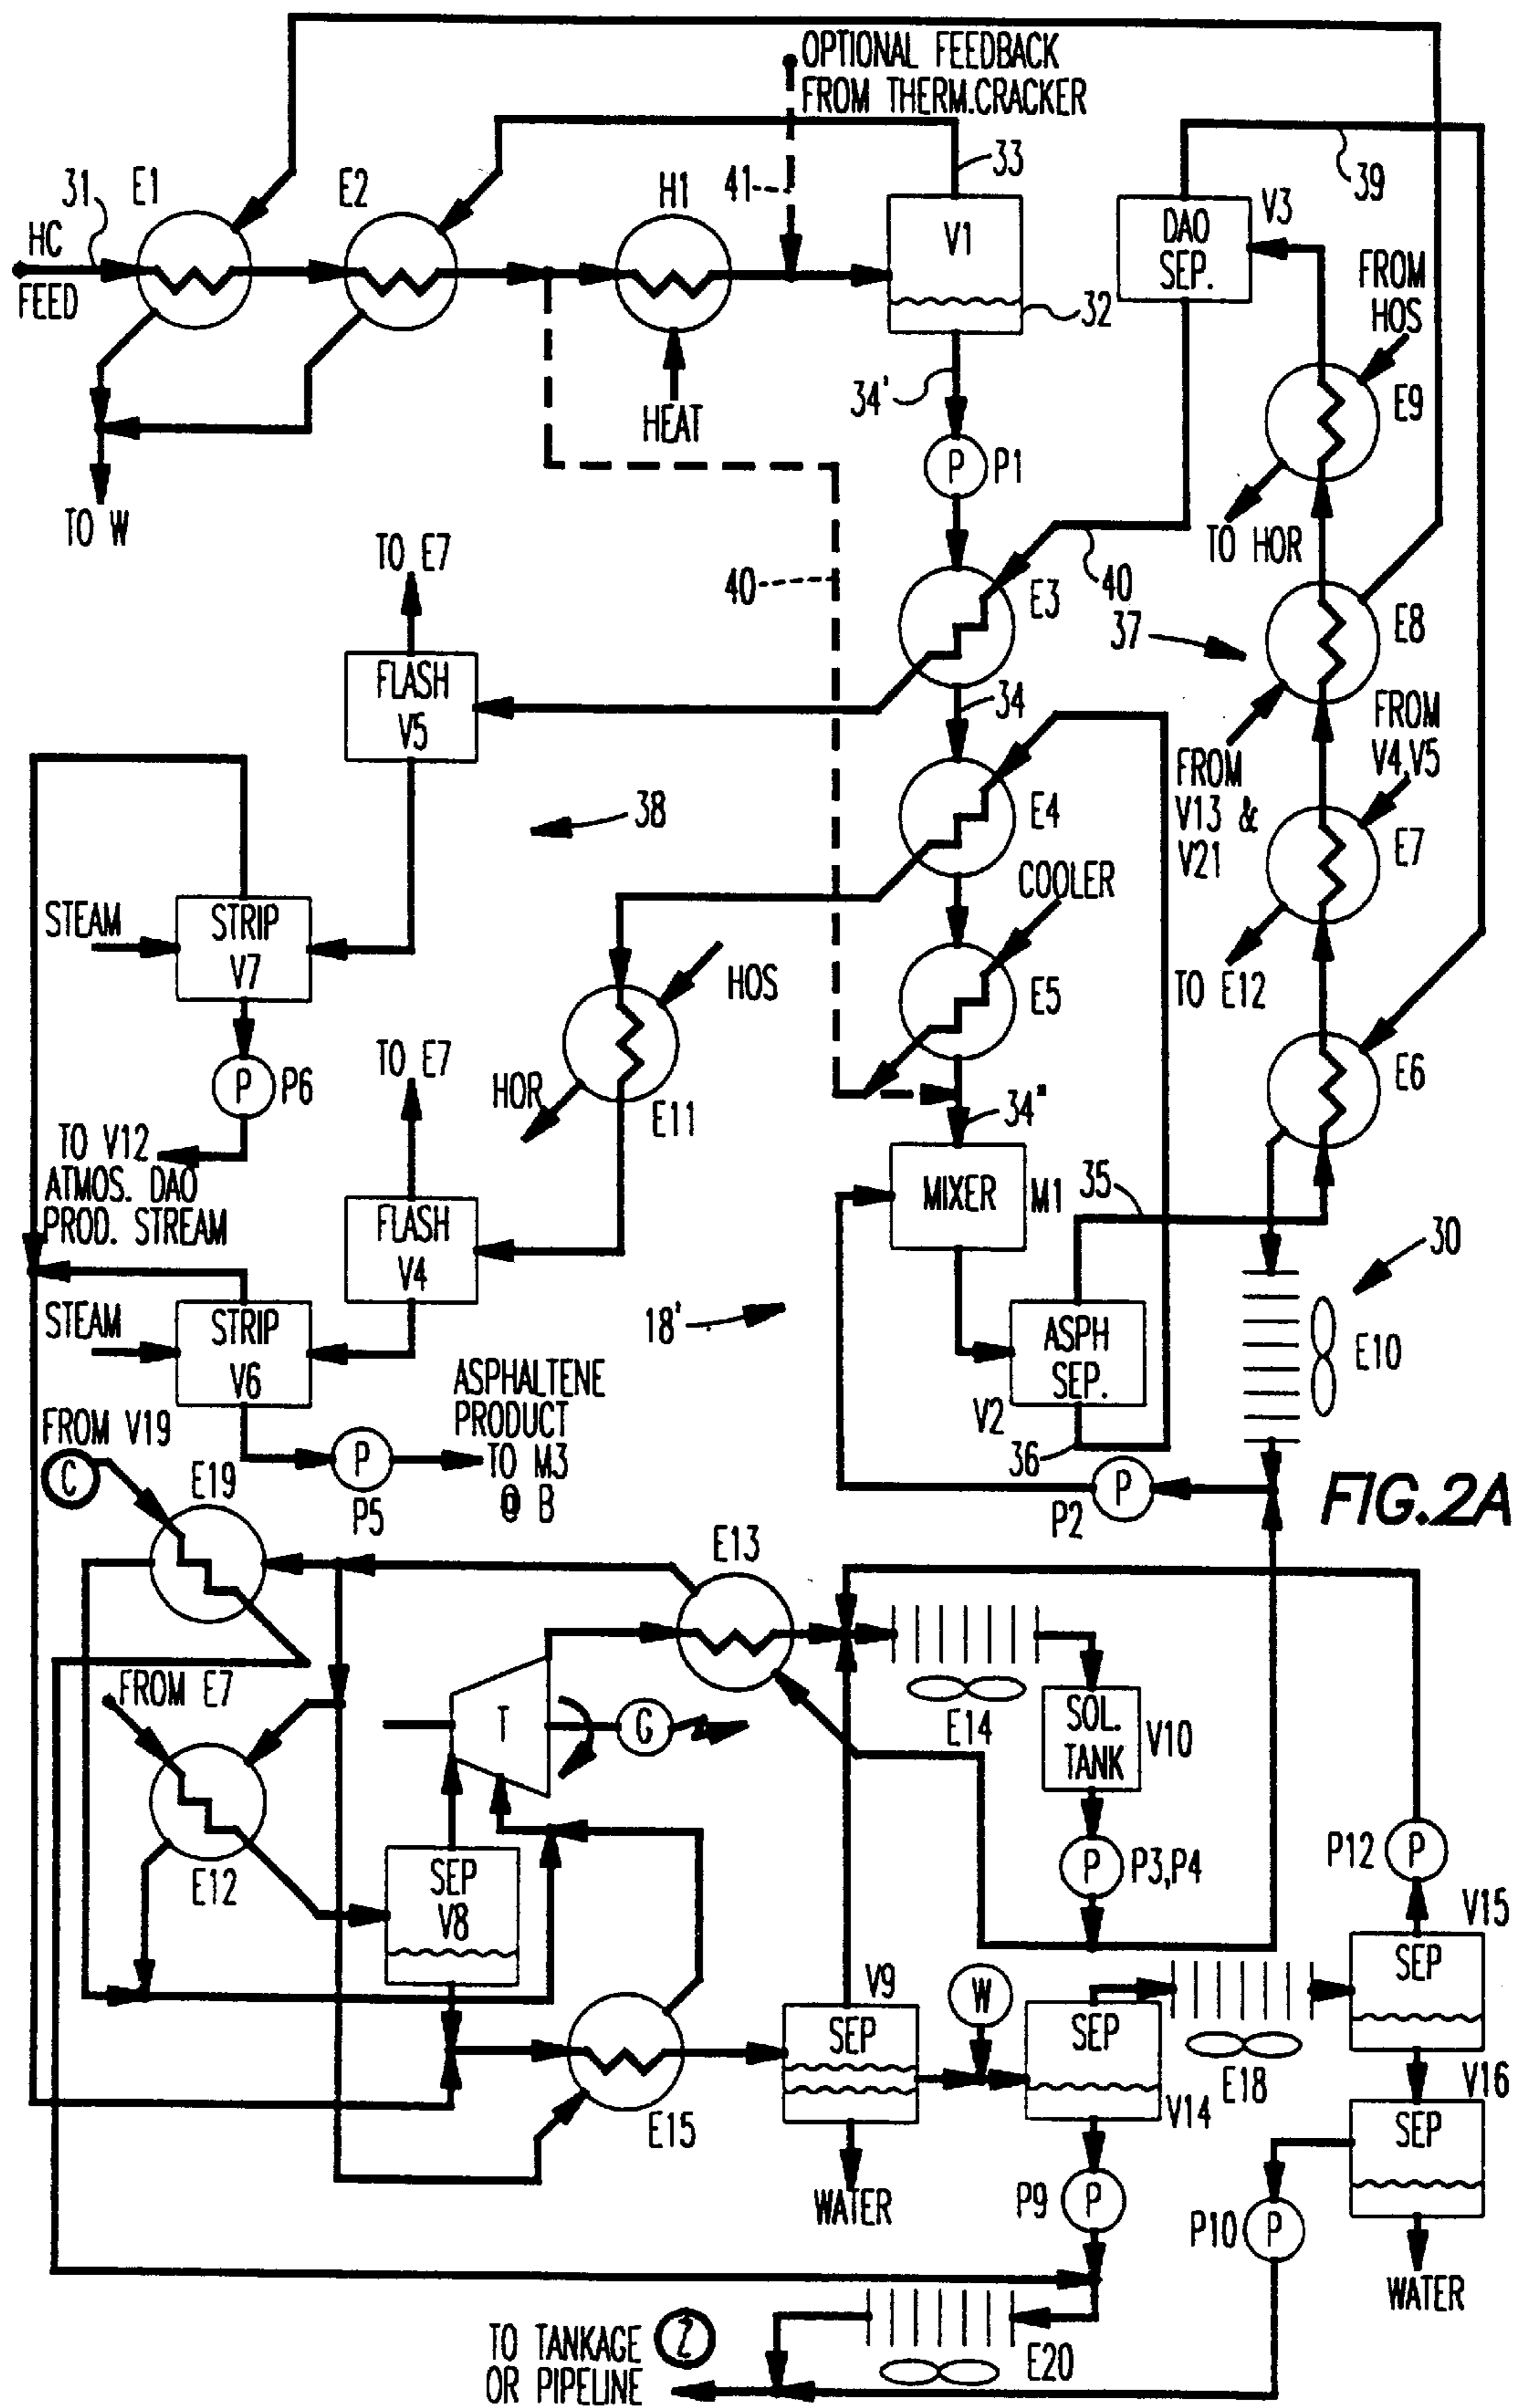 OPTIONAL FEEDBACK
FROM THERM.CRACKER
31
E1
E2
H1
41
33
39
HC
FEED
V1
DAO
SEP.
V3
32
FROM
HOS
34'
E9
HEAT
P
P1
TO W
TO HOR
TO E7
40
E3
40
37
E8
FLASH
V5
34
FROM
V4,V5
FROM
V13 &
V21
38
E4
E7
COOLER
STEAM
STRIP
V7
HOS
E5
TO E12
TO E7
P
P6
HOR
E11
E6
34"
TO V12
ATMOS. DAO
PROD. STREAM
MIXER
M1
35
FLASH
V4
30
STEAM
STRIP
V6
18'
ASPH
SEP.
E10
ASPHALTENE
PRODUCT
TO M3
@ B
V2
FROM V19
C
E19
P
P5
36
P2
P
FIG.2A
E13
FROM E7
T
G
E14
SOL.
TANK
V10
E12
SEP
V8
P
P3,P4
P12
P
V15
SEP
V9
W
SEP
SEP
E18
V16
V14
E15
SEP
WATER
P9
P
P10
P
WATER
TO TANKAGE
OR PIPELINE
2
E20